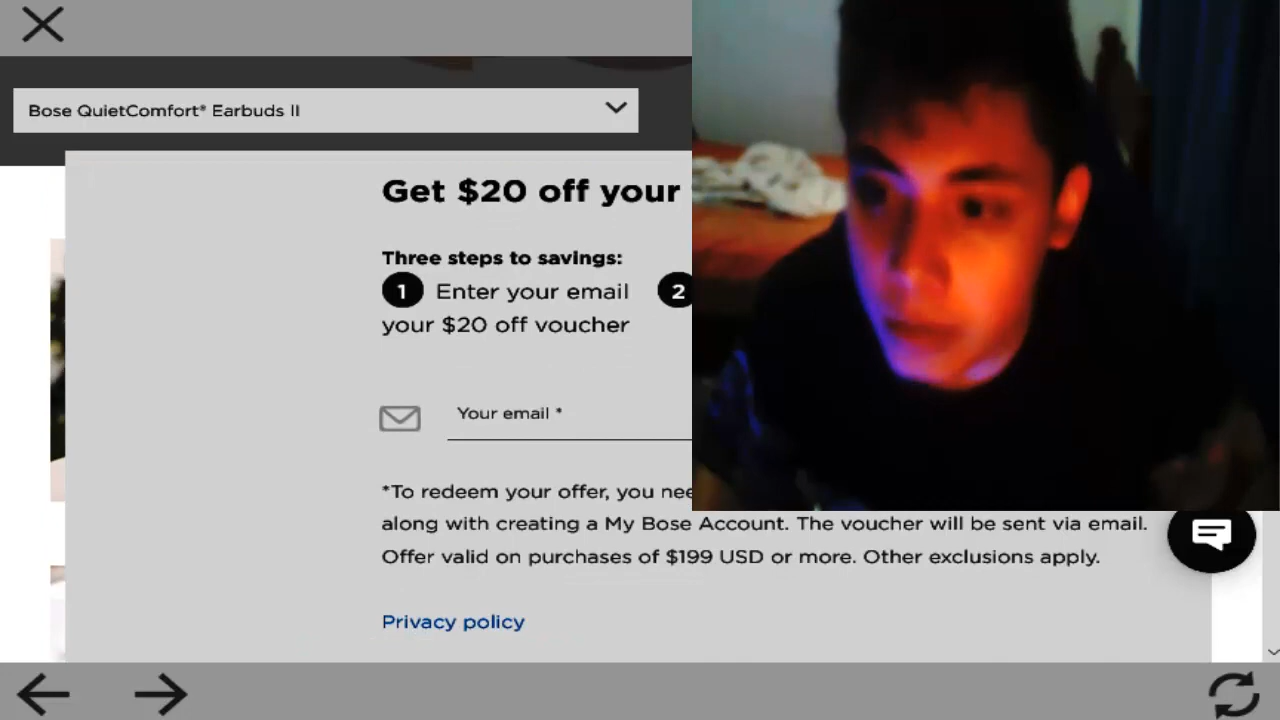 Bose QuietComfort® Earbuds II
Get $20 off your
Three steps to savings:
1 Enter your email 2
your $20 off voucher
Your email *
*To redeem your offer, you nee
along with creating a My Bose Account. The voucher will be sent via email.
Offer valid on purchases of $199 USD or more. Other exclusions apply.
Privacy policy